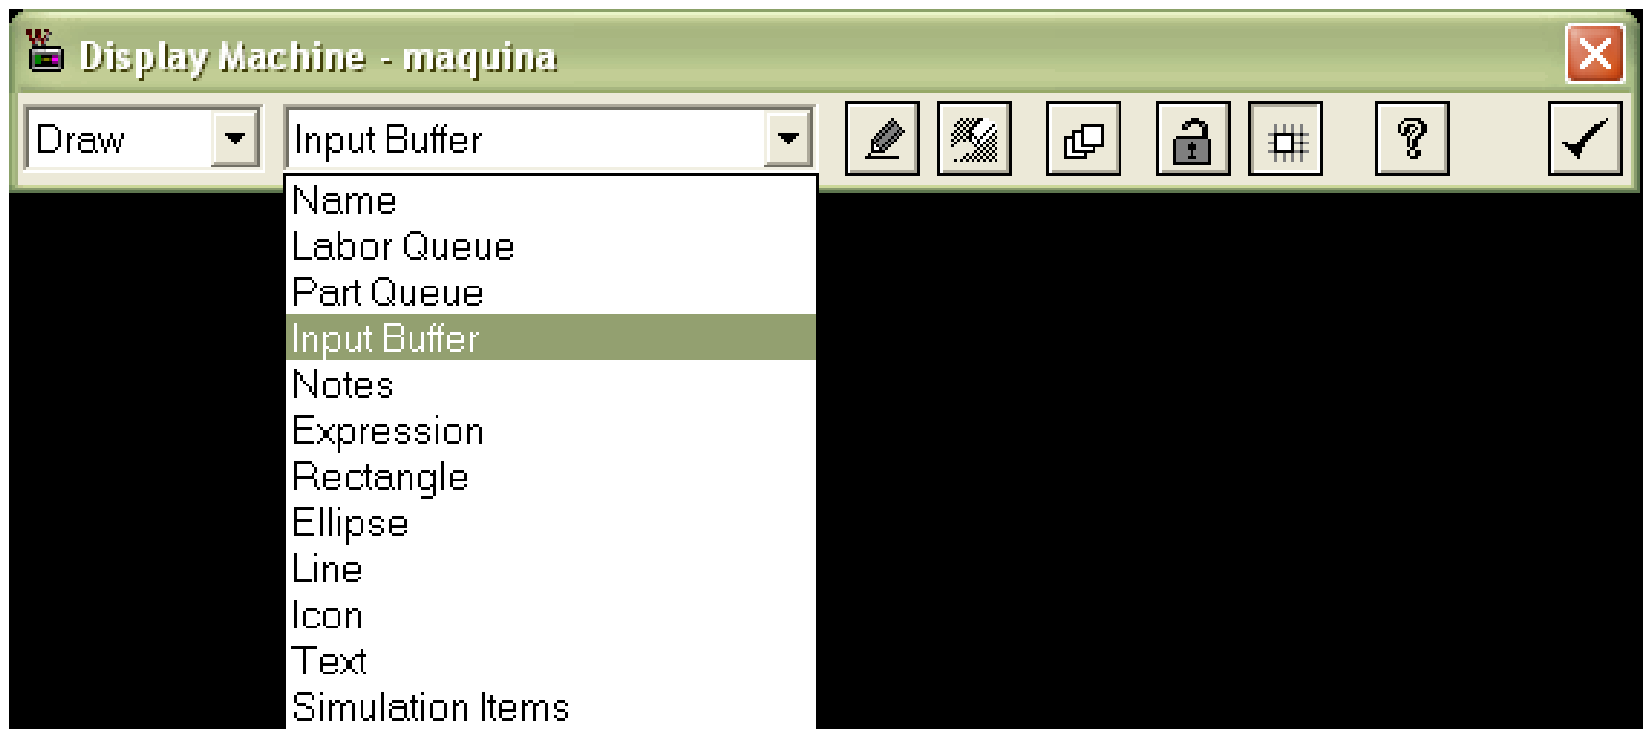 Display Machine - maquina
Draw Input Buffer
Name
Labor Queue
Part Queue
Input Buffer
Notes
Expression
Rectangle
Ellipse
Line
Icon
Text
Simulation Items